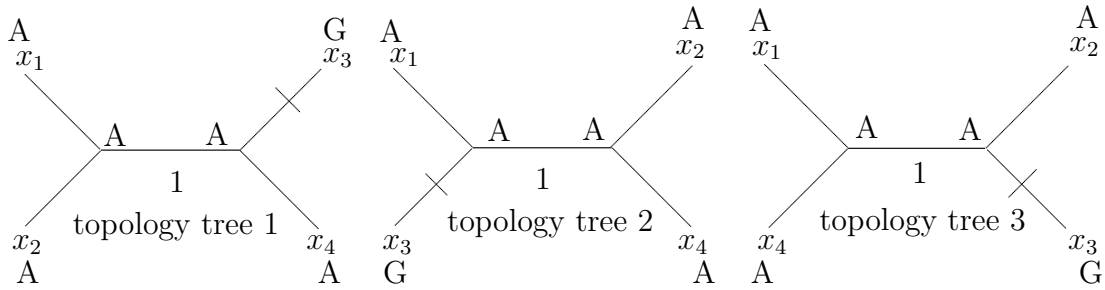 A
x₁
G
x₃
A
A
1
topology tree 1
x₂
A
x₄
A
A
x₁
A
x₂
A
A
1
topology tree 2
x₃
G
x₄
A
A
x₁
A
x₂
A
A
1
topology tree 3
x₄
A
x₃
G